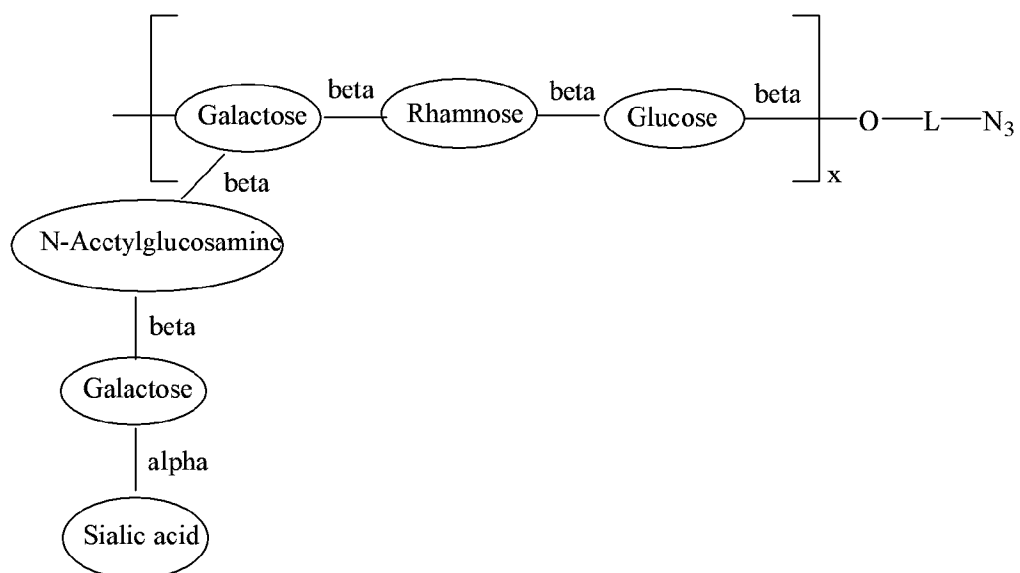 beta beta beta
Galactose Rhamnose Glucose O L N3
x
beta
N-Acctylglucosaminc
beta
Galactose
alpha
Sialic acid